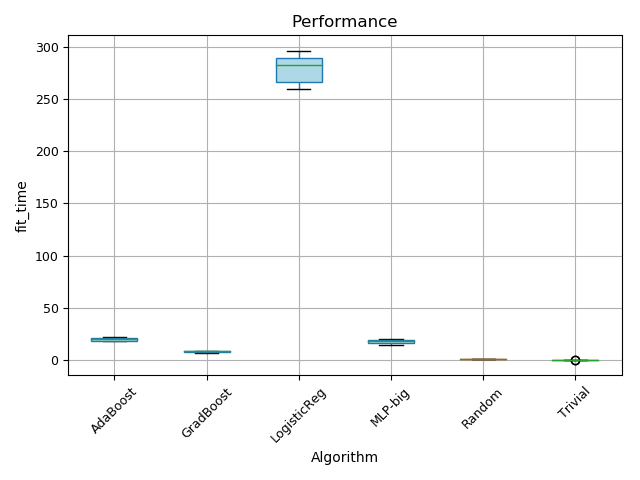 Performance
fit_time
300
250
200
150
100
50
0
AdaBoost
GradBoost
LogisticReg
MLP-big
Random
Trivial
Algorithm